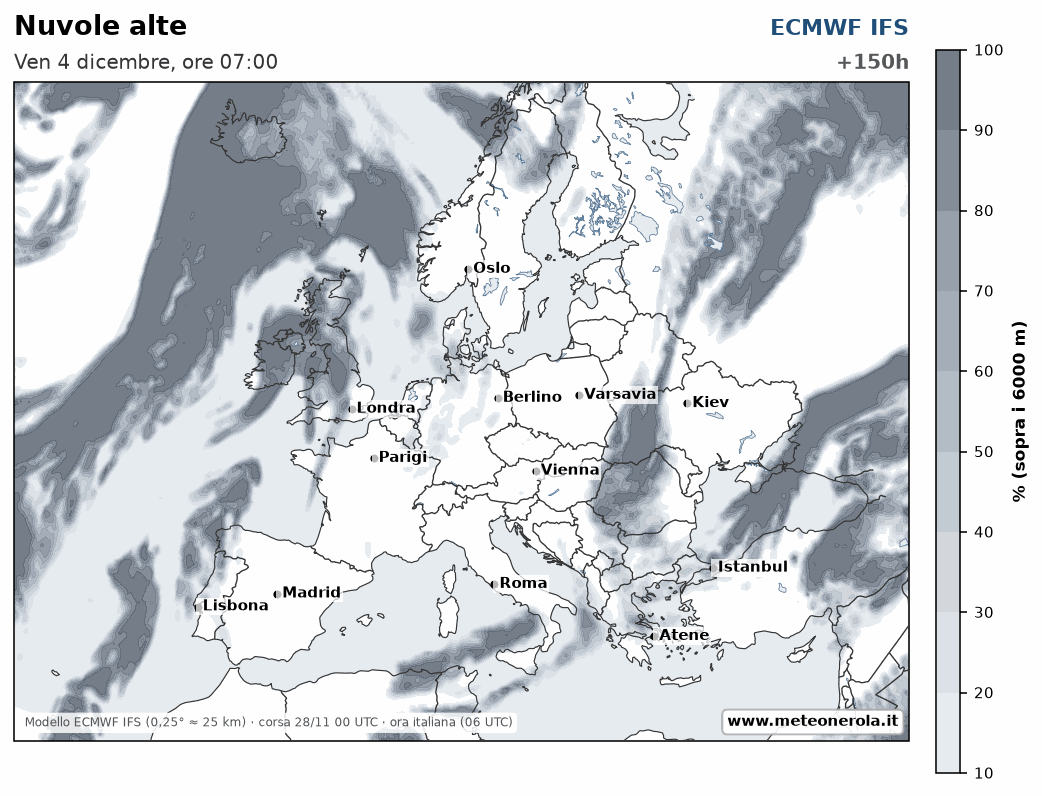 Nuvole alte
ECMWF IFS
Ven 4 dicembre, ore 07:00
+150h
Oslo
Londra
Berlino
Varsavia
Kiev
Parigi
Vienna
Istanbul
Roma
Madrid
Lisbona
Atene
Modello ECMWF IFS (0,25° ≈ 25 km) · corsa 28/11 00 UTC · ora italiana (06 UTC)
www.meteonerola.it
100
90
80
70
60
50
40
30
20
10
% (sopra i 6000 m)